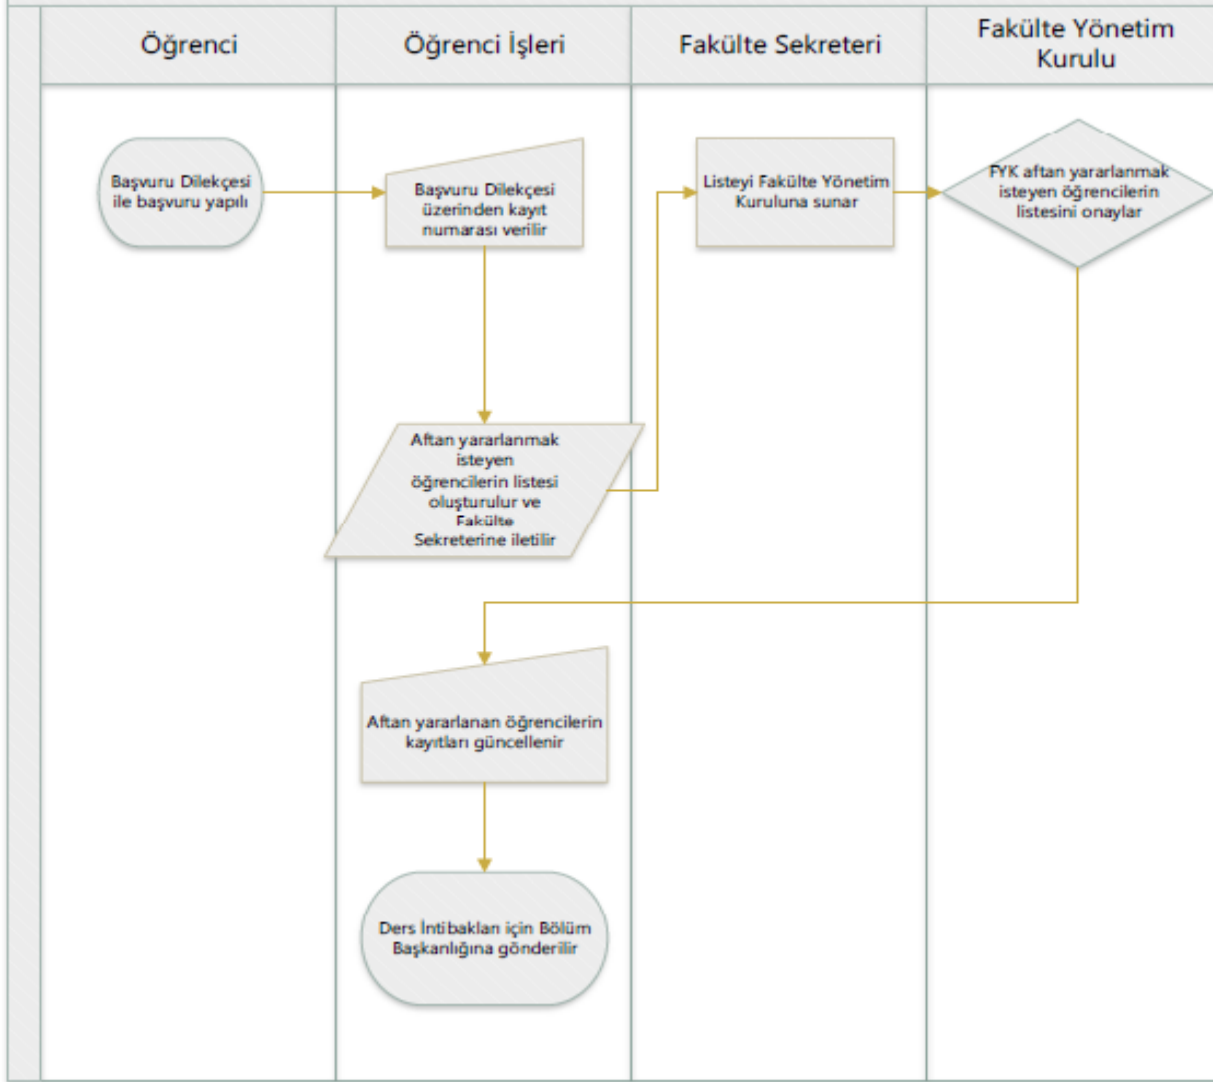 Öğrenci
Öğrenci İşleri
Fakülte Sekreteri
Fakülte Yönetim
Kurulu
Başvuru Dilekçesi
ile başvuru yapılı
Başvuru Dilekçesi
üzerinden kayıt
numarası verilir
Listeyi Fakülte Yönetim
Kuruluna sunar
FYK aftan yararlanmak
isteyen öğrencilerin
listesini onaylar
Aftan yararlanmak
isteyen
öğrencilerin listesi
oluşturulur ve
Fakülte
Sekreterine iletilir
Aftan yararlanan öğrencilerin
kayıtları güncellenir
Ders İntibakları için Bölüm
Başkanlığına gönderilir